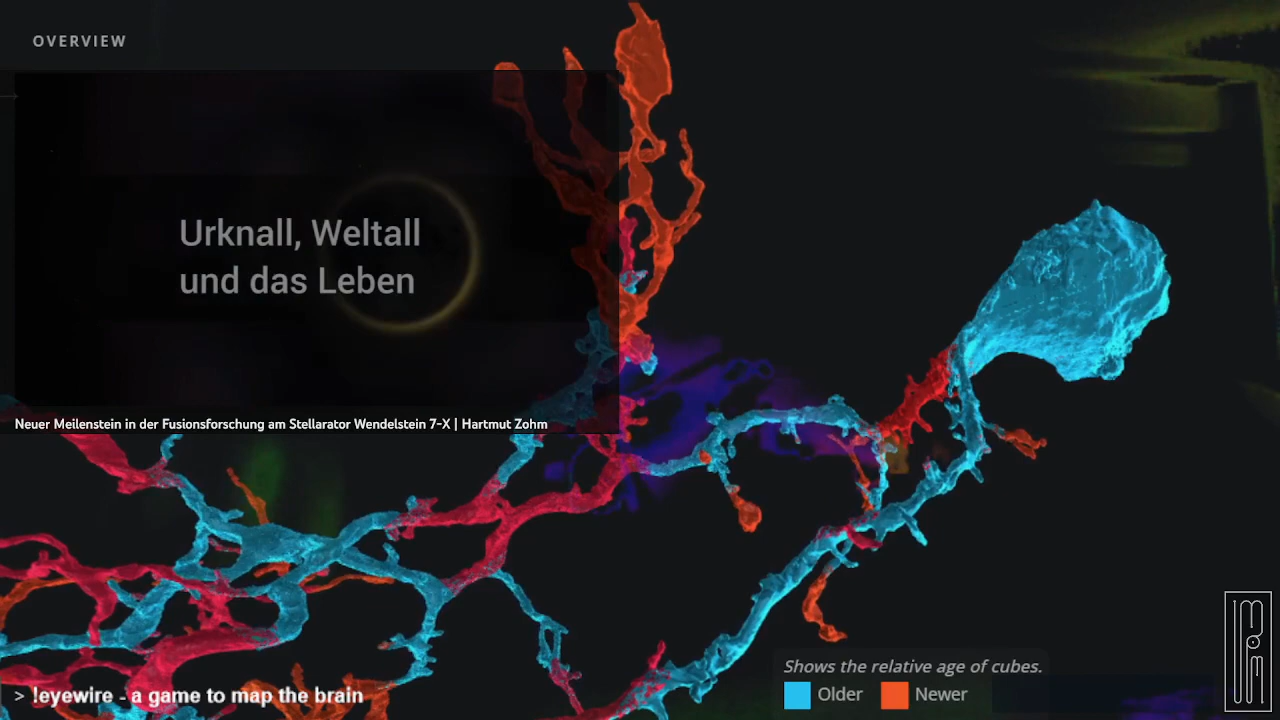 OVERVIEW
Urknall, Weltall
und das Leben
Neuer Meilenstein in der Fusionsforschung am Stellarator Wendelstein 7-X | Hartmut Zohm
> !eyewire - a game to map the brain
Shows the relative age of cubes.
Older Newer